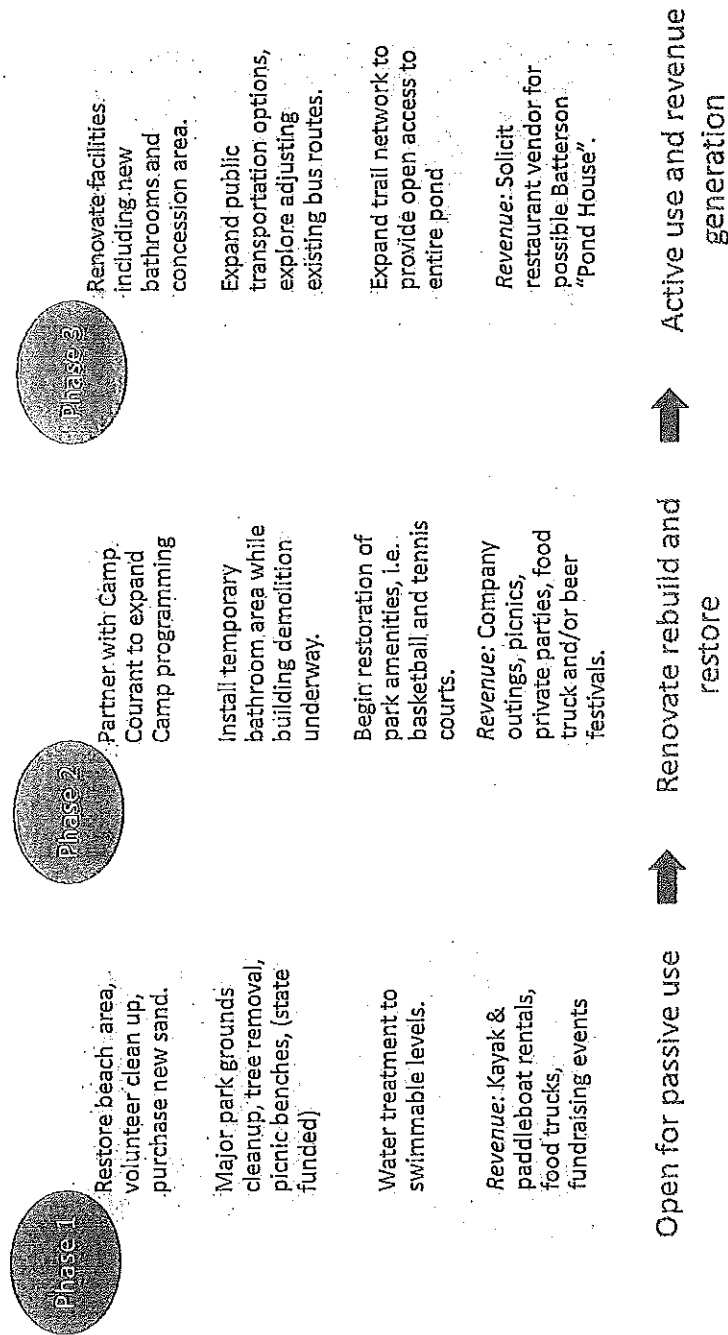 Phase 1
Restore beach area,
volunteer clean up,
purchase new sand.
Major park grounds
cleanup, tree removal,
picnic benches, (state
funded)
Water treatment to
swimmable levels.
Revenue: Kayak &
paddleboat rentals,
food trucks,
fundraising events
Open for passive use
Phase 2
Partner with Camp
Courant to expand
Camp programming
Install temporary
bathroom area while
building demolition
underway.
Begin restoration of
park amenities, i.e.
basketball and tennis
courts.
Revenue: Company
outings, picnics,
private parties, food
truck and/or beer
festivals.
Renovate rebuild and
restore
Phase 3
Renovate facilities
including new
bathrooms and
concession area.
Expand public
transportation options,
explore adjusting
existing bus routes.
Expand trail network to
provide open access to
entire pond
Revenue: Solicit
restaurant vendor for
possible Batterson
"Pond House".
Active use and revenue
generation